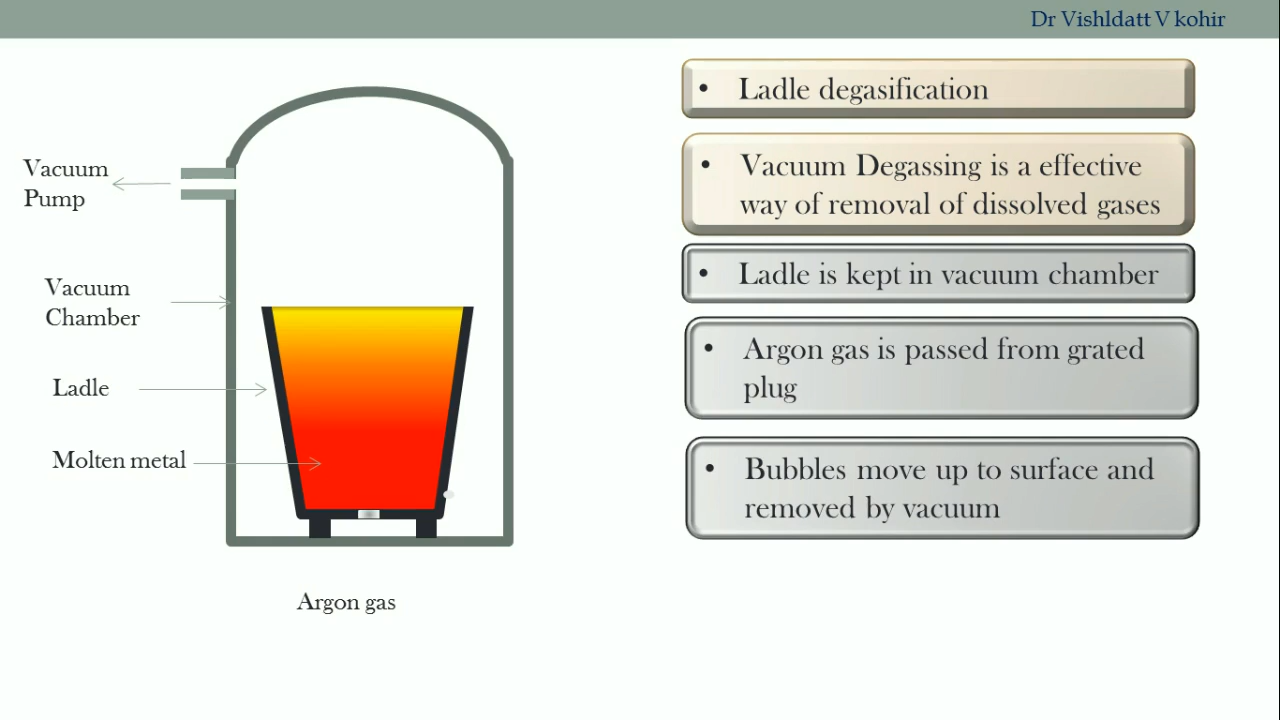 Dr Vishldatt V kohir
Vacuum
Pump
Vacuum
Chamber
Ladle
Molten metal
Argon gas
• Ladle degasification
• Vacuum Degassing is a effective
way of removal of dissolved gases
• Ladle is kept in vacuum chamber
• Argon gas is passed from grated
plug
• Bubbles move up to surface and
removed by vacuum